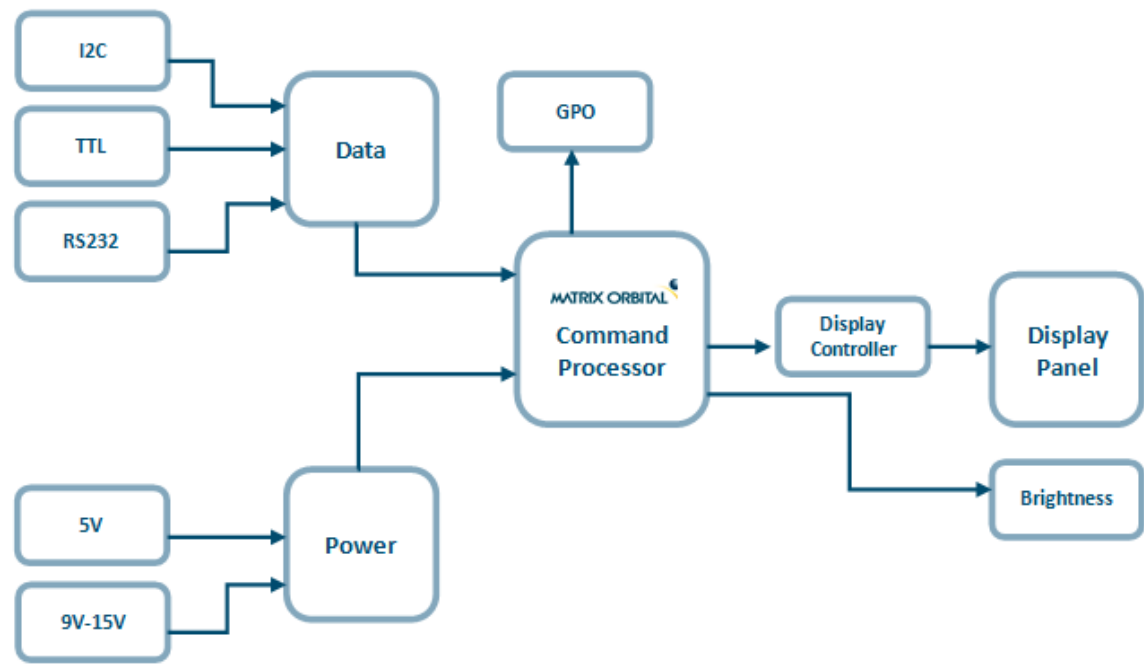 I2C
TTL
RS232
Data
GPO
MATRIX ORBITAL
Command
Processor
Display
Controller
Display
Panel
Brightness
5V
9V-15V
Power